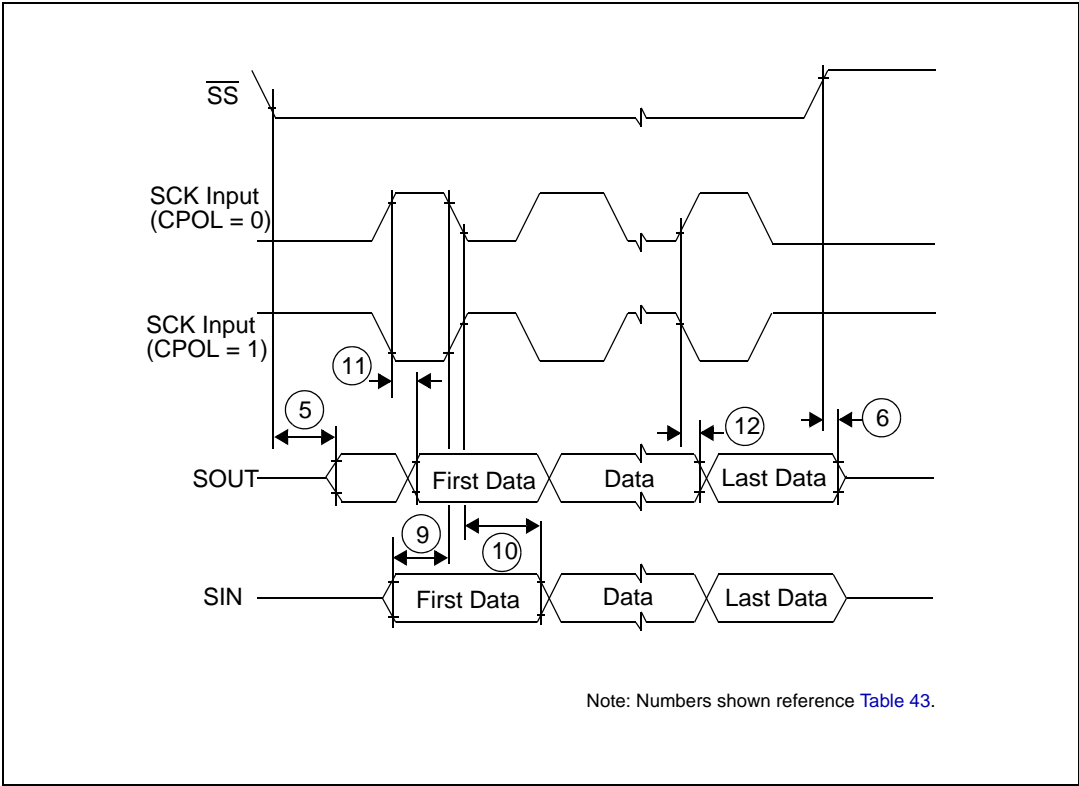 SS
SCK Input
(CPOL = 0)
SCK Input
(CPOL = 1)
11
5
12
6
SOUT
First Data
Data
Last Data
9
10
SIN
First Data
Data
Last Data
Note: Numbers shown reference Table 43.